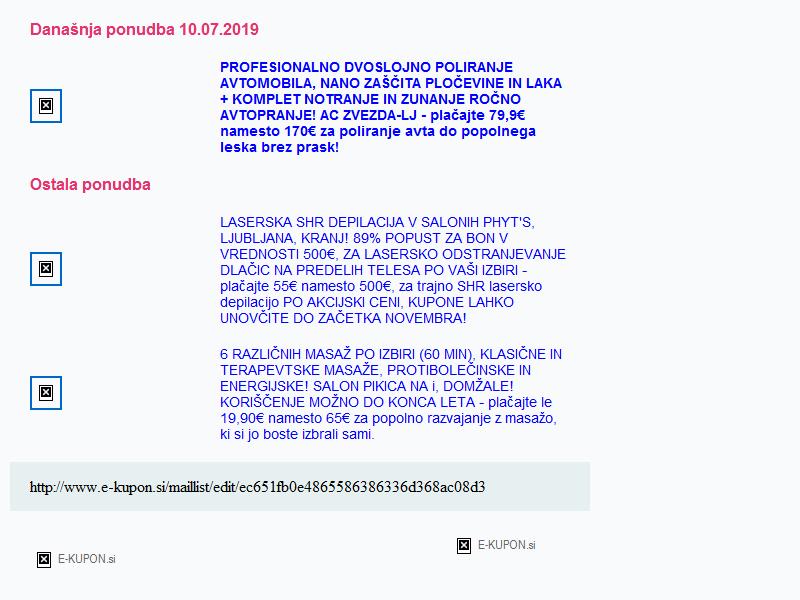 Današnja ponudba 10.07.2019
PROFESIONALNO DVOSLOJNO POLIRANJE
AVTOMOBILA, NANO ZAŠČITA PLOČEVINE IN LAKA
+ KOMPLET NOTRANJE IN ZUNANJE ROČNO
AVTOPRANJE! AC ZVEZDA-LJ - plačajte 79,9€
namesto 170€ za poliranje avta do popolnega
leska brez prask!
Ostala ponudba
LASERSKA SHR DEPILACIJA V SALONIH PHYT'S,
LJUBLJANA, KRANJ! 89% POPUST ZA BON V
VREDNOSTI 500€, ZA LASERSKO ODSTRANJEVANJE
DLAČIC NA PREDELIH TELESA PO VAŠI IZBIRI -
plačajte 55€ namesto 500€, za trajno SHR lasersko
depilacijo PO AKCIJSKI CENI, KUPONE LAHKO
UNOVČITE DO ZAČETKA NOVEMBRA!
6 RAZLIČNIH MASAŽ PO IZBIRI (60 MIN), KLASIČNE IN
TERAPEVTSKE MASAŽE, PROTIBOLEČINSKE IN
ENERGIJSKE! SALON PIKICA NA i, DOMŽALE!
KORIŠČENJE MOŽNO DO KONCA LETA - plačajte le
19,90€ namesto 65€ za popolno razvajanje z masažo,
ki si jo boste izbrali sami.
http://www.e-kupon.si/maillist/edit/ec651fb0e4865586386336d368ac08d3
E-KUPON.si
E-KUPON.si